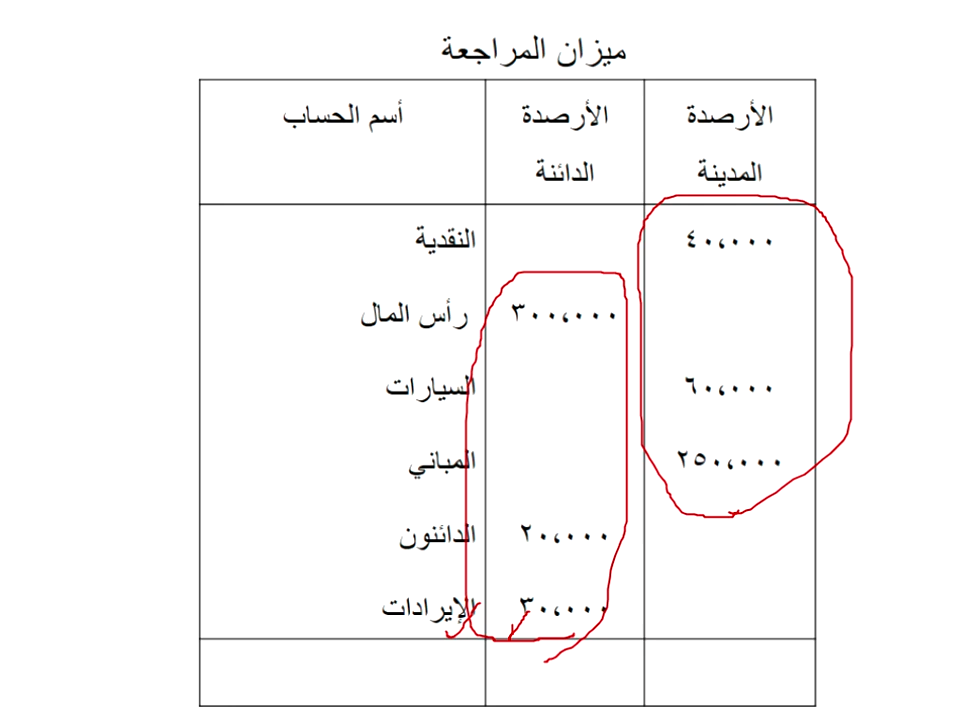 ميزان المراجعة
الأرصدة المدينة الأرصدة الدائنة أسم الحساب
٤٠،٠٠٠ النقدية
٣٠٠،٠٠٠ رأس المال
٦٠،٠٠٠ السيارات
٢٥٠،٠٠٠ المباني
٢٠،٠٠٠ الدائنون
٣٠،٠٠٠ الإيرادات